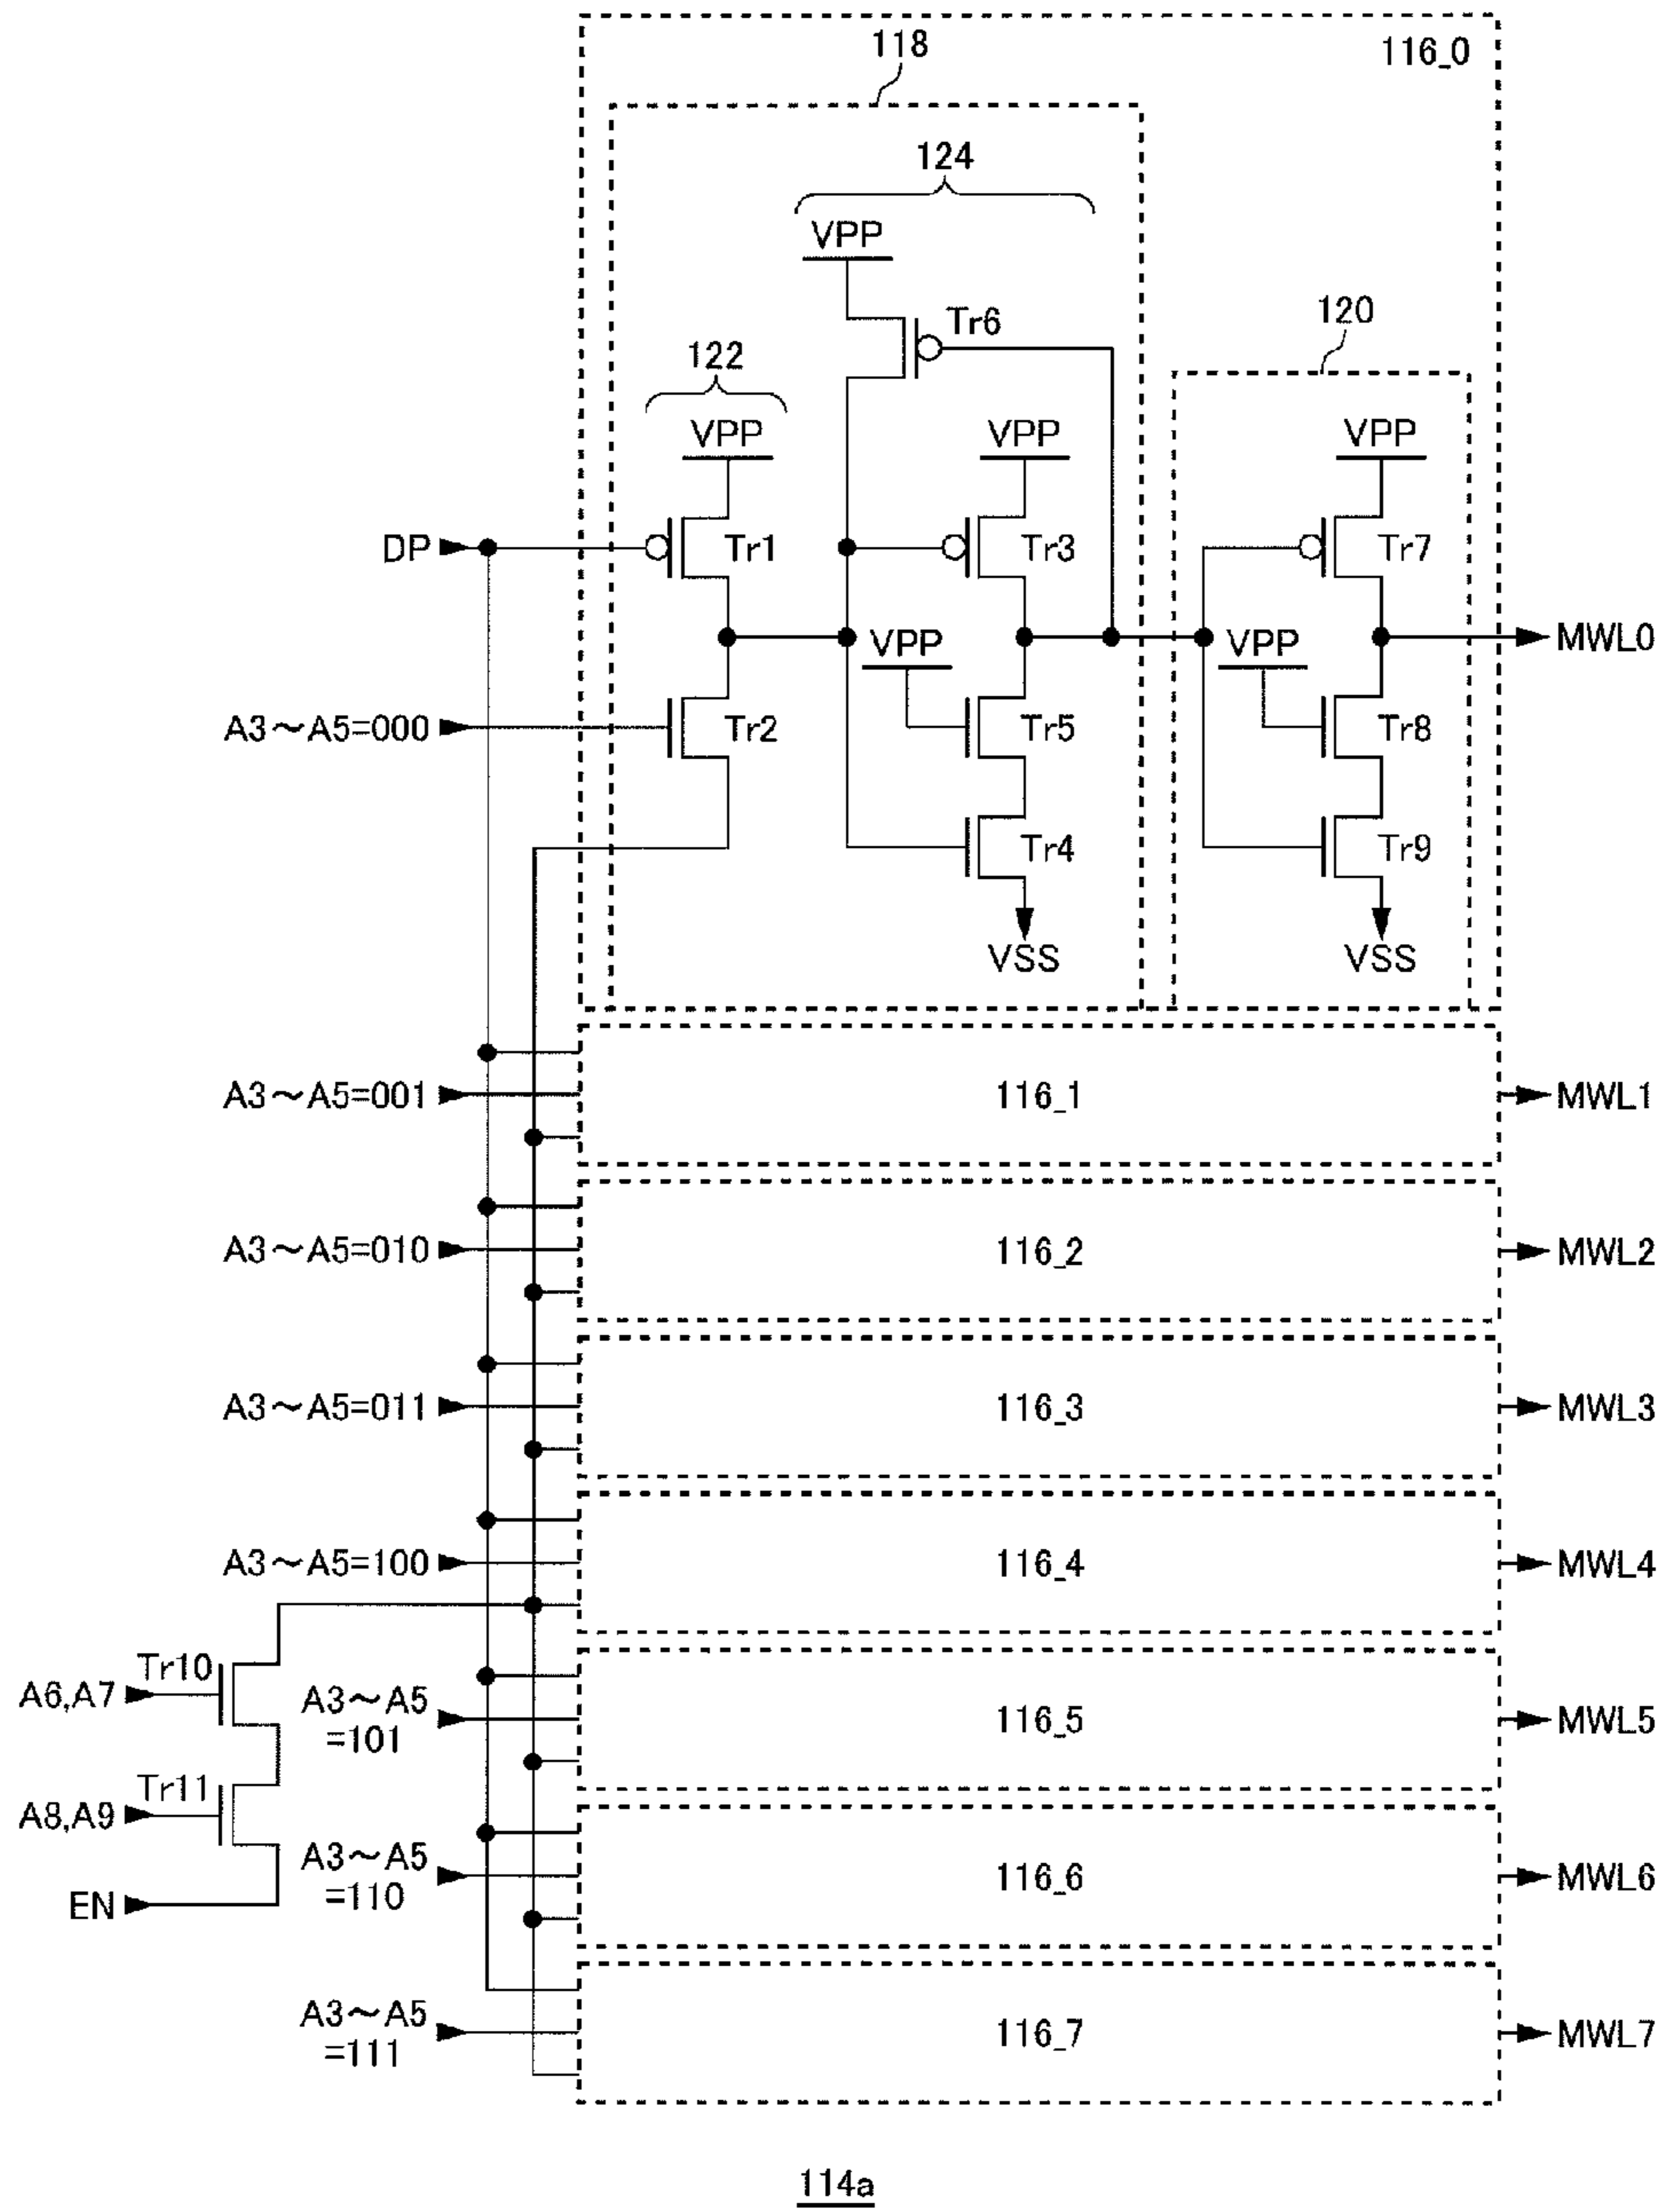 116_0
118
124
VPP
Tr6
120
122
VPP
VPP
VPP
DP
Tr1
Tr3
Tr7
VPP
VPP
MWL0
A3～A5=000
Tr2
Tr5
Tr8
Tr4
Tr9
VSS
VSS
A3～A5=001
116_1
MWL1
A3～A5=010
116_2
MWL2
A3～A5=011
116_3
MWL3
A3～A5=100
116_4
MWL4
Tr10
A6,A7
A3～A5
=101
116_5
MWL5
Tr11
A8,A9
A3～A5
=110
116_6
MWL6
EN
A3～A5
=111
116_7
MWL7
114a